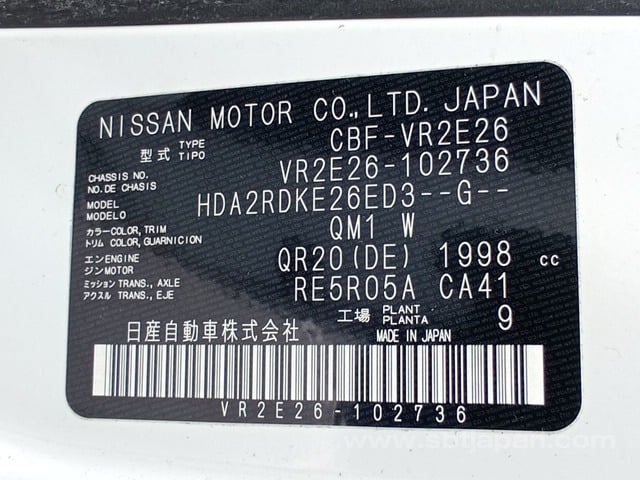 NISSAN MOTOR CO.,LTD. JAPAN
型式 TYPE TIPO CBF-VR2E26
CHASSIS NO. CHASSIS NO. VR2E26-102736
MODEL MODELO HDA2RDKE26ED3--G--
カラーCOLOR, TRIM トリム COLOR, GUARNICION QM1 W
エンENGINE ジンMOTOR QR20(DE) 1998 cc
ミッション TRANS., AXLE アクスル TRANS., EJE RE5R05A CA41
工場 PLANT PLANTA 9
日産自動車株式会社 MADE IN JAPAN
VR2E26-102736
www.sbtjapan.com